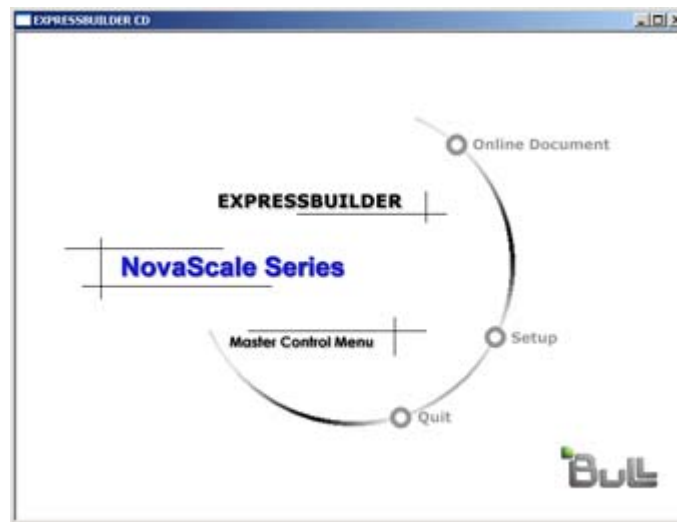 EXPRESSBUILDER CD
Online Document
EXPRESSBUILDER
NovaScale Series
Master Control Menu
Setup
Quit
Bull